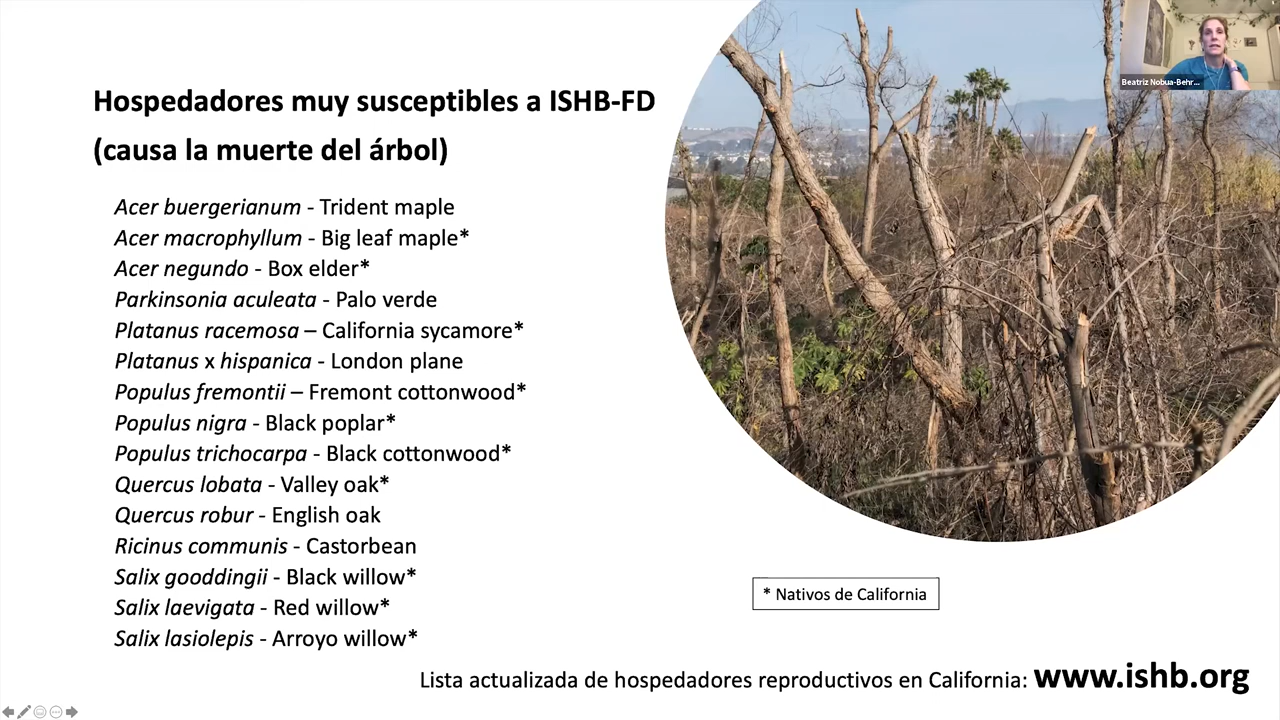 Beatriz Nobua-Behr...
Hospedadores muy susceptibles a ISHB-FD
(causa la muerte del árbol)
Acer buergerianum - Trident maple
Acer macrophyllum - Big leaf maple*
Acer negundo - Box elder*
Parkinsonia aculeata - Palo verde
Platanus racemosa – California sycamore*
Platanus x hispanica - London plane
Populus fremontii – Fremont cottonwood*
Populus nigra - Black poplar*
Populus trichocarpa - Black cottonwood*
Quercus lobata - Valley oak*
Quercus robur - English oak
Ricinus communis - Castorbean
Salix gooddingii - Black willow*
Salix laevigata - Red willow*
Salix lasiolepis - Arroyo willow*
* Nativos de California
Lista actualizada de hospedadores reproductivos en California: www.ishb.org